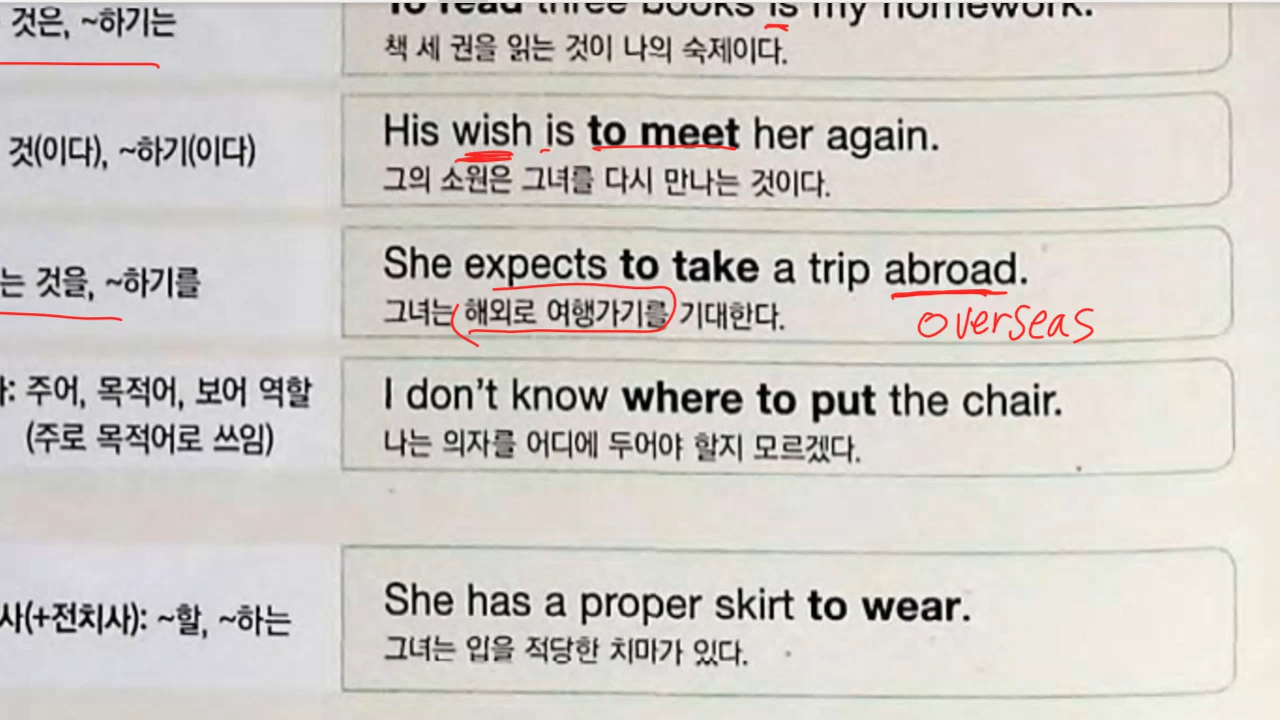 것은, ~하기는
To read three books is my homework.
책 세 권을 읽는 것이 나의 숙제이다.
것(이다), ~하기(이다)
His wish is to meet her again.
그의 소원은 그녀를 다시 만나는 것이다.
는 것을, ~하기를
She expects to take a trip abroad.
그녀는 해외로 여행가기를 기대한다.
overseas
: 주어, 목적어, 보어 역할
(주로 목적어로 쓰임)
I don't know where to put the chair.
나는 의자를 어디에 두어야 할지 모르겠다.
사(+전치사): ~할, ~하는
She has a proper skirt to wear.
그녀는 입을 적당한 치마가 있다.